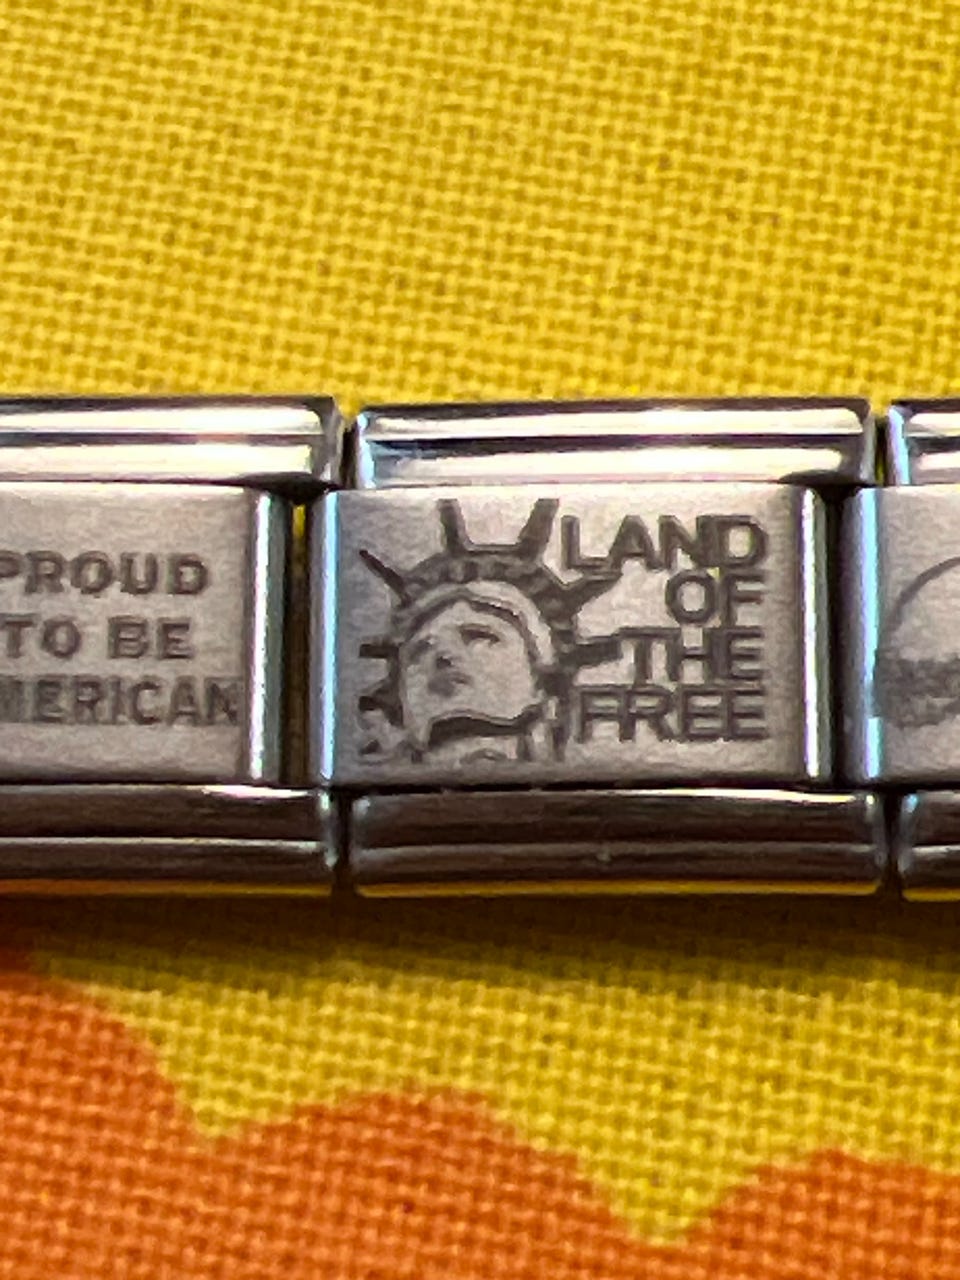 PROUD
TO BE
MERICAN
LAND
OF
THE
FREE